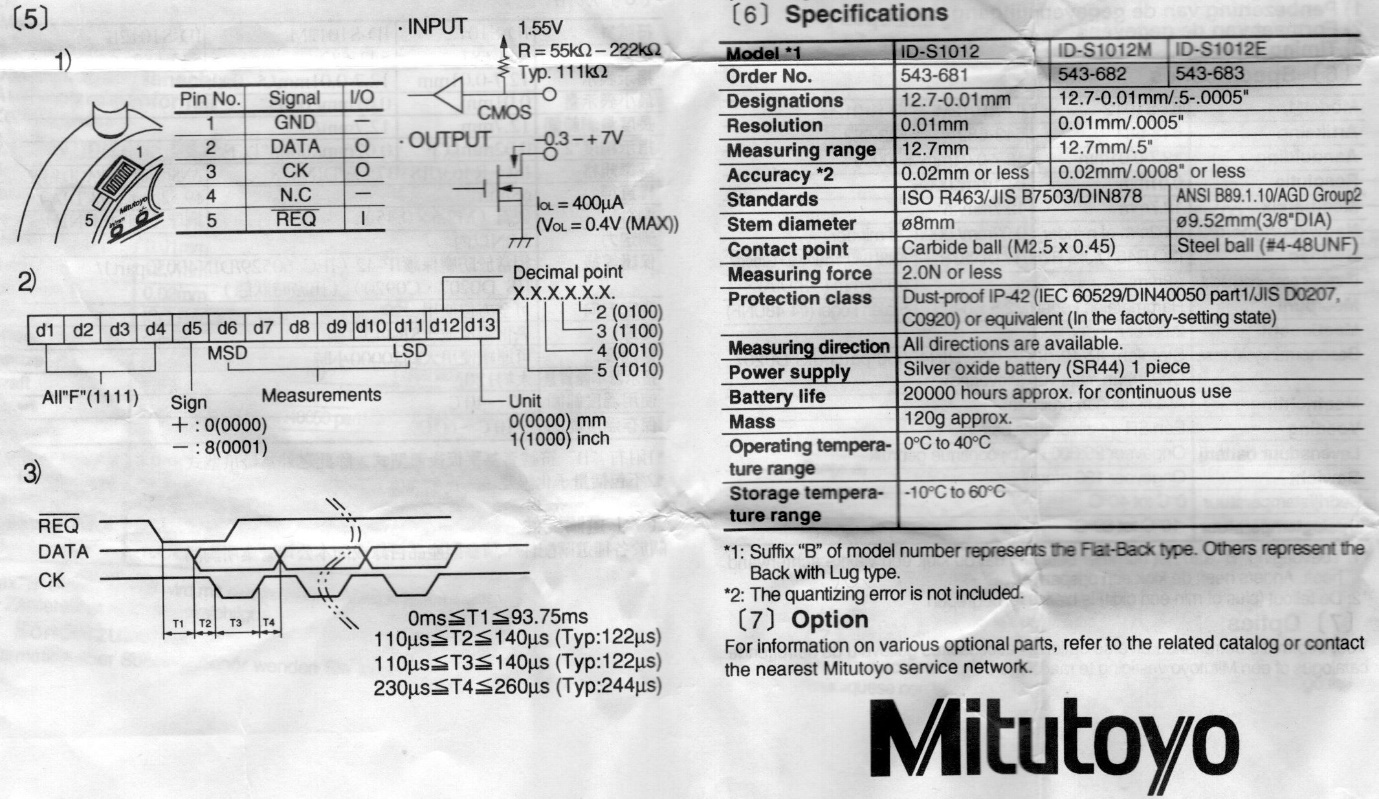 〔5〕
1)
1
5
Mitutoyo
Pin No. Signal I/O
1 GND —
2 DATA O
3 CK O
4 N.C —
5 REQ I
· INPUT
1.55V
R = 55kΩ – 222kΩ
Typ. 111kΩ
CMOS
· OUTPUT
-0.3 – + 7V
IOL = 400µA
(VOL = 0.4V (MAX))
2)
Decimal point
X.X.X.X.X.X.
2 (0100)
3 (1100)
4 (0010)
5 (1010)
d1 d2 d3 d4 d5 d6 d7 d8 d9 d10 d11 d12 d13
MSD LSD
All"F"(1111)
Sign
+ : 0(0000)
— : 8(0001)
Measurements
Unit
0(0000) mm
1(1000) inch
3)
REQ
DATA
CK
T1 T2 T3 T4
0ms≦T1≦93.75ms
110µs≦T2≦140µs (Typ:122µs)
110µs≦T3≦140µs (Typ:122µs)
230µs≦T4≦260µs (Typ:244µs)
〔6〕 Specifications
Model *1 ID-S1012 ID-S1012M ID-S1012E
Order No. 543-681 543-682 543-683
Designations 12.7-0.01mm 12.7-0.01mm/.5-.0005"
Resolution 0.01mm 0.01mm/.0005"
Measuring range 12.7mm 12.7mm/.5"
Accuracy *2 0.02mm or less 0.02mm/.0008" or less
Standards ISO R463/JIS B7503/DIN878 ANSI B89.1.10/AGD Group2
Stem diameter ø8mm ø9.52mm(3/8"DIA)
Contact point Carbide ball (M2.5 x 0.45) Steel ball (#4-48UNF)
Measuring force 2.0N or less
Protection class Dust-proof IP-42 (IEC 60529/DIN40050 part1/JIS D0207,
C0920) or equivalent (In the factory-setting state)
Measuring direction All directions are available.
Power supply Silver oxide battery (SR44) 1 piece
Battery life 20000 hours approx. for continuous use
Mass 120g approx.
Operating tempera- 0°C to 40°C
ture range
Storage tempera- -10°C to 60°C
ture range
*1: Suffix "B" of model number represents the Flat-Back type. Others represent the
Back with Lug type.
*2: The quantizing error is not included.
〔7〕 Option
For information on various optional parts, refer to the related catalog or contact
the nearest Mitutoyo service network.
Mitutoyo